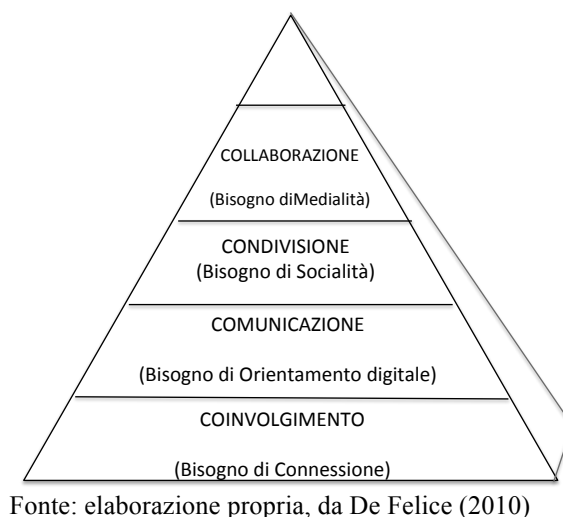 COLLABORAZIONE
(Bisogno diMedialità)
CONDIVISIONE
(Bisogno di Socialità)
COMUNICAZIONE
(Bisogno di Orientamento digitale)
COINVOLGIMENTO
(Bisogno di Connessione)
Fonte: elaborazione propria, da De Felice (2010)